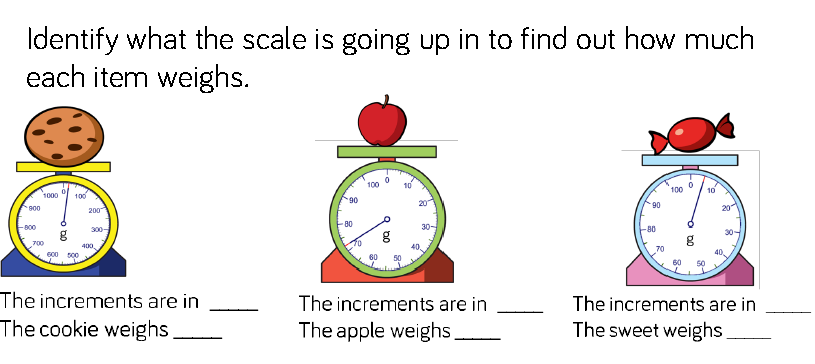 Identify what the scale is going up in to find out how much
each item weighs.
1000 0 100
900 200
800 300
700 400
600 500
g
100 0 10
90 20
80 30
70 40
60 50
g
100 0 10
90 20
80 30
70 40
60 50
g
The increments are in _____ The increments are in _____ The increments are in _____
The cookie weighs _____ The apple weighs _____ The sweet weighs _____